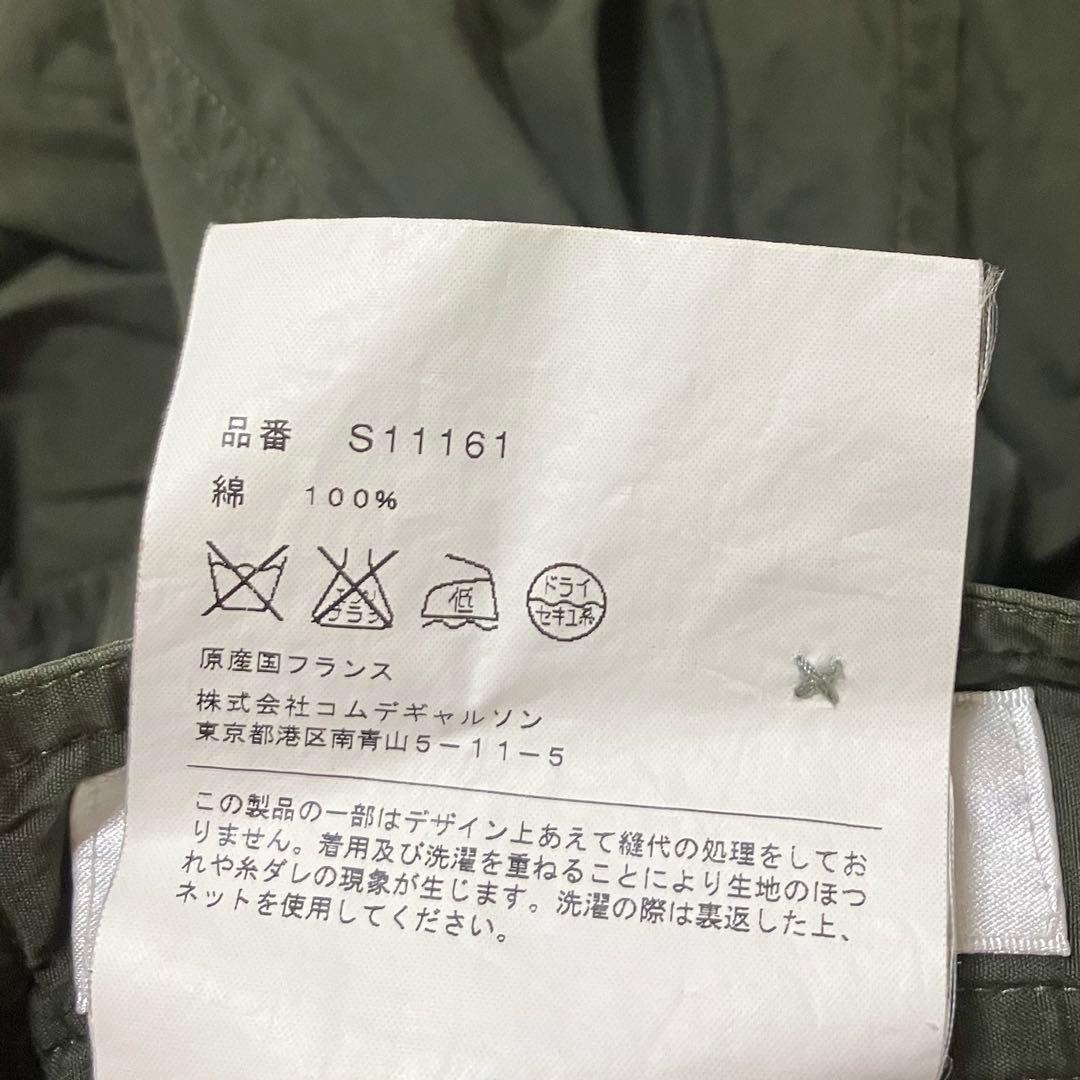 品番 S11161
綿 100%
エンソ
サラシ
低
ドライ
セキユ系
原産国フランス
株式会社コムデギャルソン
東京都港区南青山5-11-5
この製品の一部はデザイン上あえて縫代の処理をしてお
りません。着用及び洗濯を重ねることにより生地のほつ
れや糸ダレの現象が生じます。洗濯の際は裏返した上、
ネットを使用してください。